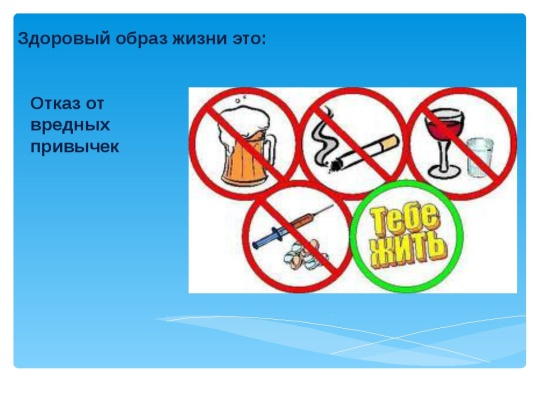 Здоровый образ жизни это:
Отказ от
вредных
привычек
Тебе
жить